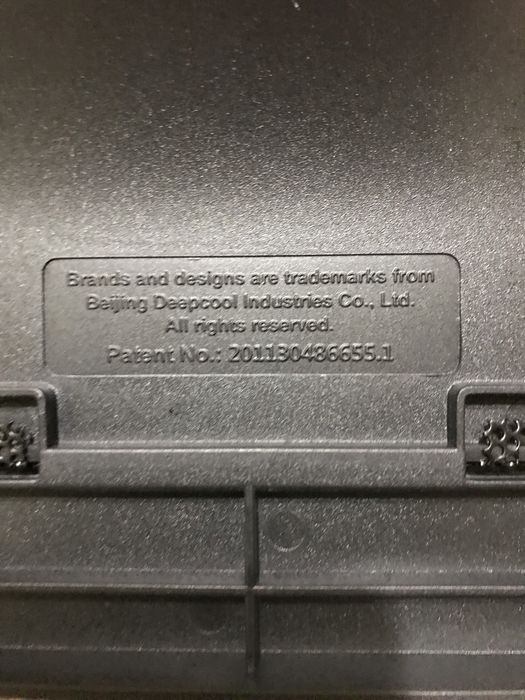 Brands and designs are trademarks from
Beijing Deepcool Industries Co., Ltd.
All rights reserved.
Patent No.: 201130486655.1